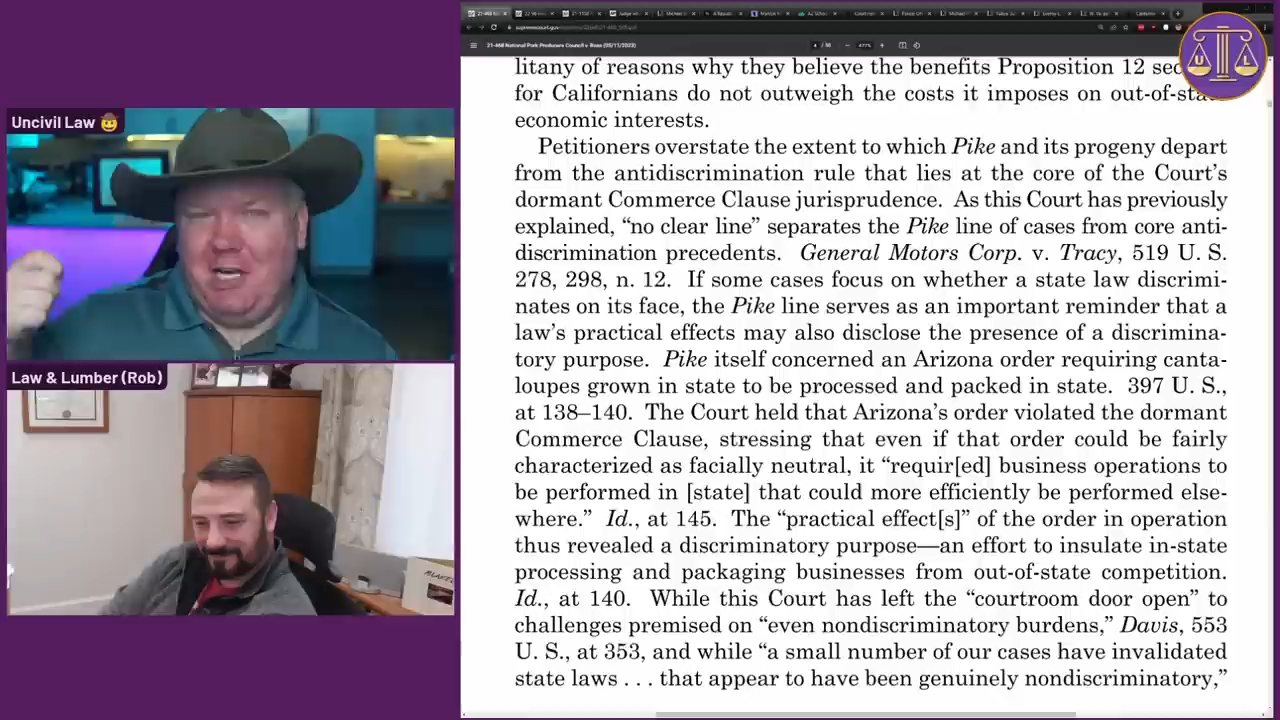 Uncivil Law 🤠
Law & Lumber (Rob)
U L
21-468 National Pork Producers Council v. Ross (05/11/2023)
litany of reasons why they believe the benefits Proposition 12 sec
for Californians do not outweigh the costs it imposes on out-of-state
economic interests.
Petitioners overstate the extent to which Pike and its progeny depart
from the antidiscrimination rule that lies at the core of the Court’s
dormant Commerce Clause jurisprudence. As this Court has previously
explained, “no clear line” separates the Pike line of cases from core anti-
discrimination precedents. General Motors Corp. v. Tracy, 519 U. S.
278, 298, n. 12. If some cases focus on whether a state law discrimi-
nates on its face, the Pike line serves as an important reminder that a
law’s practical effects may also disclose the presence of a discrimina-
tory purpose. Pike itself concerned an Arizona order requiring canta-
loupes grown in state to be processed and packed in state. 397 U. S.,
at 138–140. The Court held that Arizona’s order violated the dormant
Commerce Clause, stressing that even if that order could be fairly
characterized as facially neutral, it “requir[ed] business operations to
be performed in [state] that could more efficiently be performed else-
where.” Id., at 145. The “practical effect[s]” of the order in operation
thus revealed a discriminatory purpose—an effort to insulate in-state
processing and packaging businesses from out-of-state competition.
Id., at 140. While this Court has left the “courtroom door open” to
challenges premised on “even nondiscriminatory burdens,” Davis, 553
U. S., at 353, and while “a small number of our cases have invalidated
state laws . . . that appear to have been genuinely nondiscriminatory,”